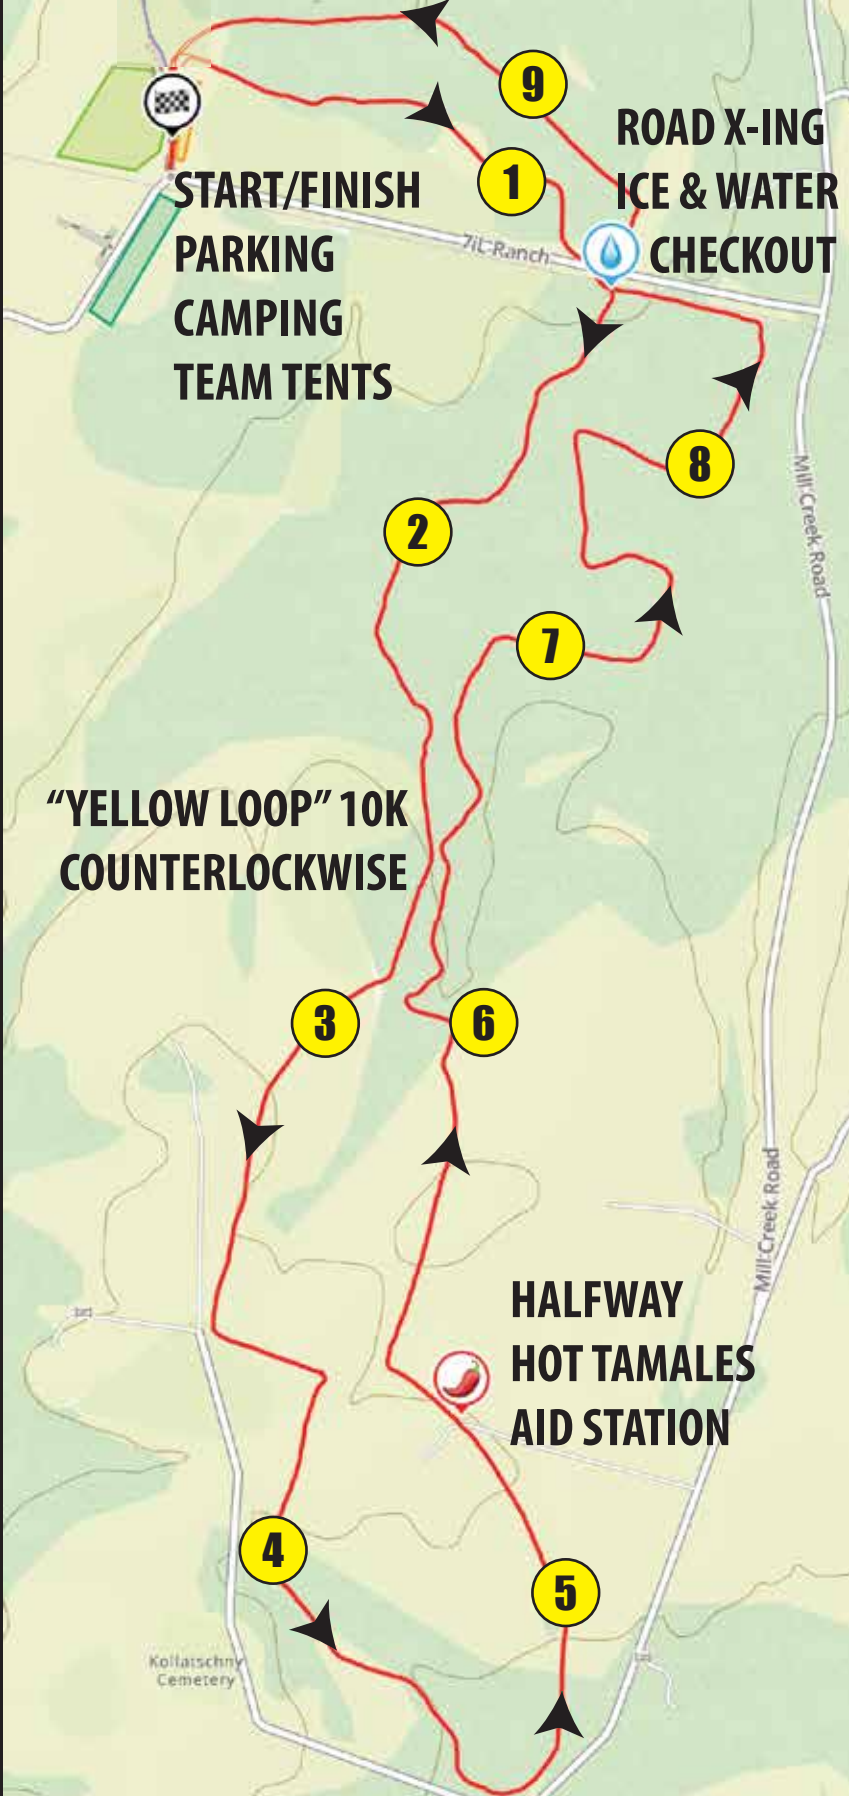 9
ROAD X-ING
1
ICE & WATER
START/FINISH
CHECKOUT
7iL Ranch
PARKING
CAMPING
TEAM TENTS
8
2
Mill Creek Road
7
"YELLOW LOOP" 10K
COUNTERLOCKWISE
3
6
Mill Creek Road
HALFWAY
HOT TAMALES
AID STATION
4
5
Kollatschny
Cemetery